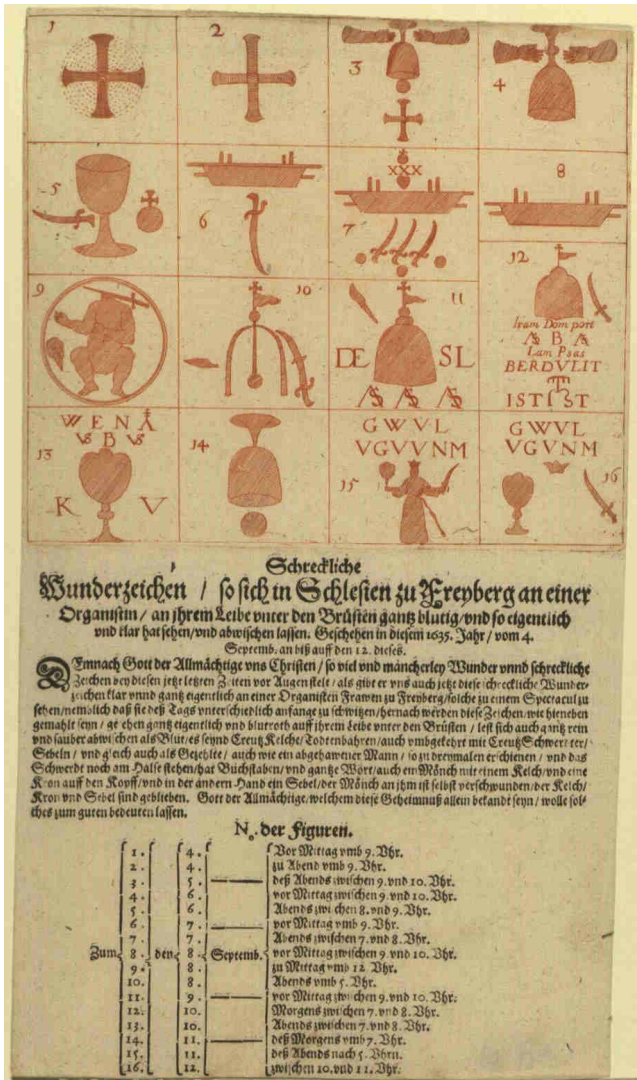 1
2
3
4
5
6
XXX
7
8
9
10
11
DE SL
12
Iram Dom port
A B A
Lam Psas
BERDVLIT
IST ST
WENA
VS B VS
13
K V
14
GWVL
VGVVNM
15
GWVL
VGVNM
16
Schreckliche
Wunderzeichen / so sich in Schlesien zu Freyberg an einer
Organistin / an jhrem Leibe vnter den Brüsten gantz blutig / vnd so eigentlich
vnd klar hat sehen / vnd abwischen lassen. Geschehen in diesem 1635. Jahr / vom 4.
Septemb. an biß auff den 12. dieses.
DEmnach Gott der Allmächtige vns Christen / so viel vnd mancherley Wunder vnnd schreckliche
Zeichen bey diesen jetzt letzten Zeiten vor Augen stelt / als gibt er vns auch jetzt diese schreckliche Wunder-
zeichen klar vnnd gantz eigentlich an einer Organisten Frawen zu Freyberg / solche zu einem Spectacul zu
sehen / nemblich daß sie deß Tags vnterschiedlich anfange zu schwitzen / hernach werden diese Zeichen / wie hieneben
gemahlt seyn / gesehen gantz eigentlich vnd blutroth auff jhrem Leibe vnter den Brüsten / lest sich auch gantz rein
vnd sauber abwischen als Blut / es seynd Creutz Kelche / Todtenbahren / auch vmbgekehrt mit Creutz Schwerter /
Sebeln / vnd gleich auch als Gezehlte / auch wie ein abgehawener Mann / so zu dreymalen erschienen / vnd das
Schwerdt noch am Halse stehen / hat Buchstaben / vnd gantze Wort / auch ein Mönch mit einem Kelch / vnd eine
Kron auff den Kopff / vnd in der andern Hand ein Sebel / der Mönch an jhm ist selbst verschwunden / der Kelch /
Kron vnd Sebel sind geblieben. Gott der Allmächtige / welchem diese Geheimnuß allem bekandt seyn / wolle sol-
ches zum guten bedeuten lassen.
No. der Figuren.
1. 4. Vor Mittag vmb 9. Vhr.
2. 4. zu Abend vmb 9. Vhr.
3. 5. deß Abends zwischen 9. vnd 10. Vhr.
4. 6. vor Mittag zwischen 9. vnd 10. Vhr.
5. 6. Abends zwischen 8. vnd 9. Vhr.
6. 7. vor Mittag vmb 9. Vhr.
7. 7. Abends zwischen 7. vnd 8. Vhr.
Zum 8. den 8. Septemb. vor Mittag zwischen 9. vnd 10. Vhr.
9. 8. zu Mittag vmb 12 Vhr.
10. 8. Abends vmb 5. Vhr.
11. 9. vor Mittag zwischen 9. vnd 10. Vhr.
12. 10. Morgens zwischen 7. vnd 8. Vhr.
13. 10. Abends zwischen 7. vnd 8. Vhr.
14. 11. deß Morgens vmb 7. Vhr.
15. 11. deß Abends nach 5. Vhrn.
16. 12. zwischen 10. vnd 11. Vhr.